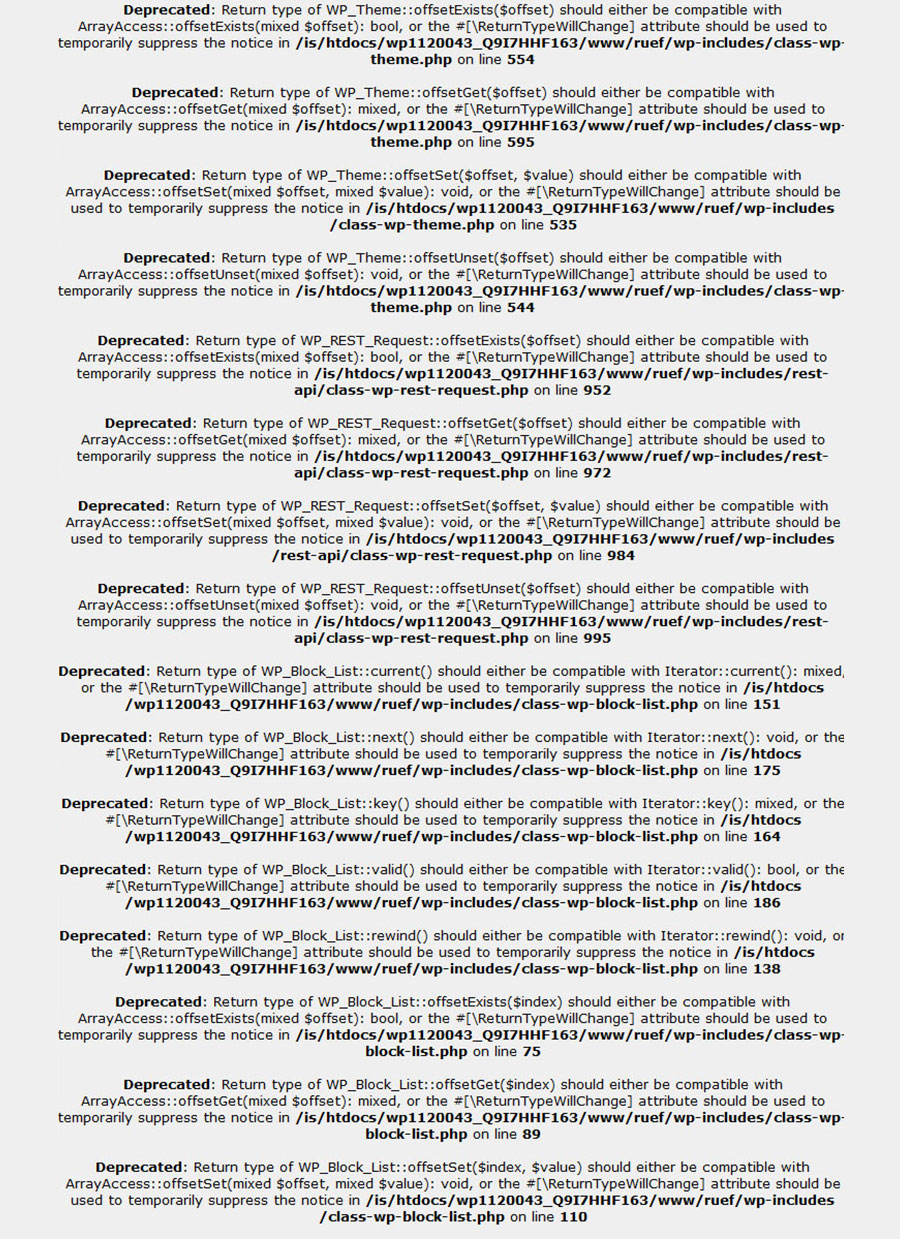 Deprecated: Return type of WP_Theme::offsetExists($offset) should either be compatible with
ArrayAccess::offsetExists(mixed $offset): bool, or the #[\ReturnTypeWillChange] attribute should be used to
temporarily suppress the notice in /is/htdocs/wp1120043_Q9I7HHF163/www/ruef/wp-includes/class-wp-
theme.php on line 554
Deprecated: Return type of WP_Theme::offsetGet($offset) should either be compatible with
ArrayAccess::offsetGet(mixed $offset): mixed, or the #[\ReturnTypeWillChange] attribute should be used to
temporarily suppress the notice in /is/htdocs/wp1120043_Q9I7HHF163/www/ruef/wp-includes/class-wp-
theme.php on line 595
Deprecated: Return type of WP_Theme::offsetSet($offset, $value) should either be compatible with
ArrayAccess::offsetSet(mixed $offset, mixed $value): void, or the #[\ReturnTypeWillChange] attribute should be
used to temporarily suppress the notice in /is/htdocs/wp1120043_Q9I7HHF163/www/ruef/wp-includes
/class-wp-theme.php on line 535
Deprecated: Return type of WP_Theme::offsetUnset($offset) should either be compatible with
ArrayAccess::offsetUnset(mixed $offset): void, or the #[\ReturnTypeWillChange] attribute should be used to
temporarily suppress the notice in /is/htdocs/wp1120043_Q9I7HHF163/www/ruef/wp-includes/class-wp-
theme.php on line 544
Deprecated: Return type of WP_REST_Request::offsetExists($offset) should either be compatible with
ArrayAccess::offsetExists(mixed $offset): bool, or the #[\ReturnTypeWillChange] attribute should be used to
temporarily suppress the notice in /is/htdocs/wp1120043_Q9I7HHF163/www/ruef/wp-includes/rest-
api/class-wp-rest-request.php on line 952
Deprecated: Return type of WP_REST_Request::offsetGet($offset) should either be compatible with
ArrayAccess::offsetGet(mixed $offset): mixed, or the #[\ReturnTypeWillChange] attribute should be used to
temporarily suppress the notice in /is/htdocs/wp1120043_Q9I7HHF163/www/ruef/wp-includes/rest-
api/class-wp-rest-request.php on line 972
Deprecated: Return type of WP_REST_Request::offsetSet($offset, $value) should either be compatible with
ArrayAccess::offsetSet(mixed $offset, mixed $value): void, or the #[\ReturnTypeWillChange] attribute should be
used to temporarily suppress the notice in /is/htdocs/wp1120043_Q9I7HHF163/www/ruef/wp-includes
/rest-api/class-wp-rest-request.php on line 984
Deprecated: Return type of WP_REST_Request::offsetUnset($offset) should either be compatible with
ArrayAccess::offsetUnset(mixed $offset): void, or the #[\ReturnTypeWillChange] attribute should be used to
temporarily suppress the notice in /is/htdocs/wp1120043_Q9I7HHF163/www/ruef/wp-includes/rest-
api/class-wp-rest-request.php on line 995
Deprecated: Return type of WP_Block_List::current() should either be compatible with Iterator::current(): mixed,
or the #[\ReturnTypeWillChange] attribute should be used to temporarily suppress the notice in /is/htdocs
/wp1120043_Q9I7HHF163/www/ruef/wp-includes/class-wp-block-list.php on line 151
Deprecated: Return type of WP_Block_List::next() should either be compatible with Iterator::next(): void, or the
#[\ReturnTypeWillChange] attribute should be used to temporarily suppress the notice in /is/htdocs
/wp1120043_Q9I7HHF163/www/ruef/wp-includes/class-wp-block-list.php on line 175
Deprecated: Return type of WP_Block_List::key() should either be compatible with Iterator::key(): mixed, or the
#[\ReturnTypeWillChange] attribute should be used to temporarily suppress the notice in /is/htdocs
/wp1120043_Q9I7HHF163/www/ruef/wp-includes/class-wp-block-list.php on line 164
Deprecated: Return type of WP_Block_List::valid() should either be compatible with Iterator::valid(): bool, or the
#[\ReturnTypeWillChange] attribute should be used to temporarily suppress the notice in /is/htdocs
/wp1120043_Q9I7HHF163/www/ruef/wp-includes/class-wp-block-list.php on line 186
Deprecated: Return type of WP_Block_List::rewind() should either be compatible with Iterator::rewind(): void, or
the #[\ReturnTypeWillChange] attribute should be used to temporarily suppress the notice in /is/htdocs
/wp1120043_Q9I7HHF163/www/ruef/wp-includes/class-wp-block-list.php on line 138
Deprecated: Return type of WP_Block_List::offsetExists($index) should either be compatible with
ArrayAccess::offsetExists(mixed $offset): bool, or the #[\ReturnTypeWillChange] attribute should be used to
temporarily suppress the notice in /is/htdocs/wp1120043_Q9I7HHF163/www/ruef/wp-includes/class-wp-
block-list.php on line 75
Deprecated: Return type of WP_Block_List::offsetGet($index) should either be compatible with
ArrayAccess::offsetGet(mixed $offset): mixed, or the #[\ReturnTypeWillChange] attribute should be used to
temporarily suppress the notice in /is/htdocs/wp1120043_Q9I7HHF163/www/ruef/wp-includes/class-wp-
block-list.php on line 89
Deprecated: Return type of WP_Block_List::offsetSet($index, $value) should either be compatible with
ArrayAccess::offsetSet(mixed $offset, mixed $value): void, or the #[\ReturnTypeWillChange] attribute should be
used to temporarily suppress the notice in /is/htdocs/wp1120043_Q9I7HHF163/www/ruef/wp-includes
/class-wp-block-list.php on line 110